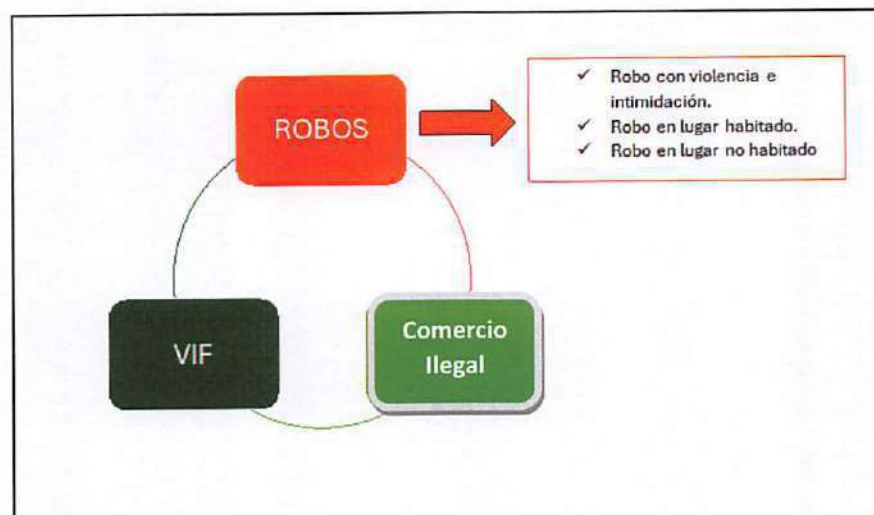 ROBOS
✓ Robo con violencia e
intimidación.
✓ Robo en lugar habitado.
✓ Robo en lugar no habitado
VIF
Comercio
Ilegal